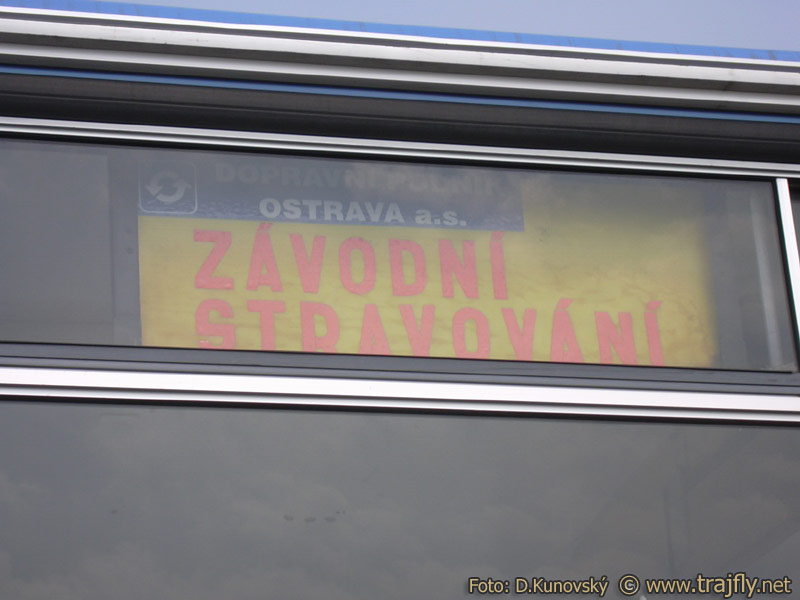 DOPRAVNÍ PODNIK
OSTRAVA a.s.
ZÁVODNÍ
STRAVOVÁNÍ
Foto: D.Kunovský © www.trajfly.net